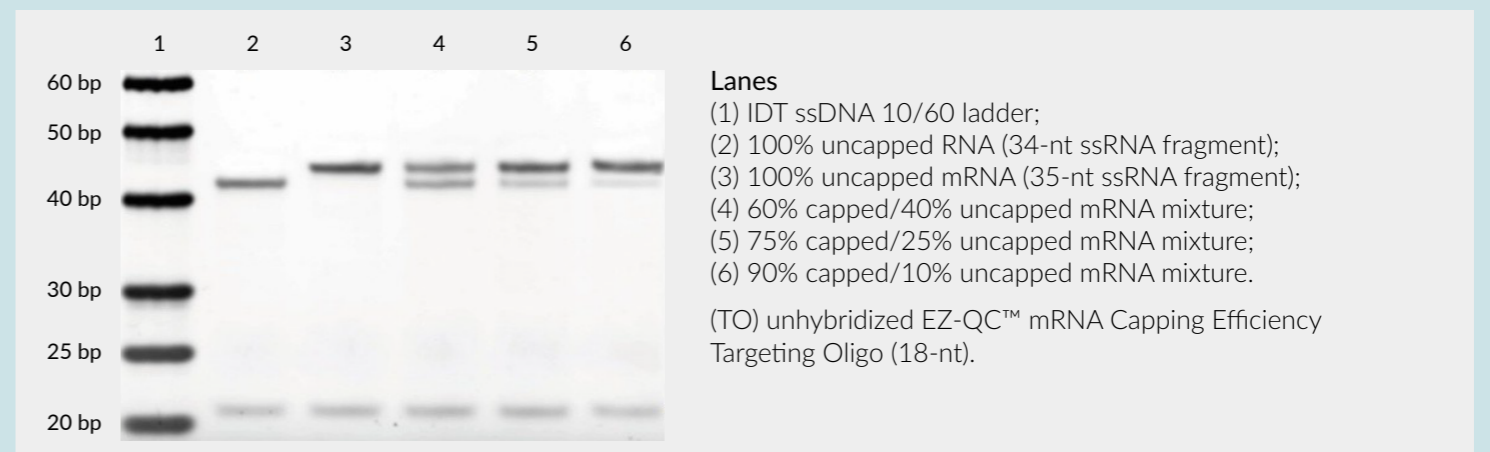 1 2 3 4 5 6
60 bp
50 bp
40 bp
30 bp
25 bp
20 bp
Lanes
(1) IDT ssDNA 10/60 ladder;
(2) 100% uncapped RNA (34-nt ssRNA fragment);
(3) 100% uncapped mRNA (35-nt ssRNA fragment);
(4) 60% capped/40% uncapped mRNA mixture;
(5) 75% capped/25% uncapped mRNA mixture;
(6) 90% capped/10% uncapped mRNA mixture.
(TO) unhybridized EZ-QC™ mRNA Capping Efficiency
Targeting Oligo (18-nt).